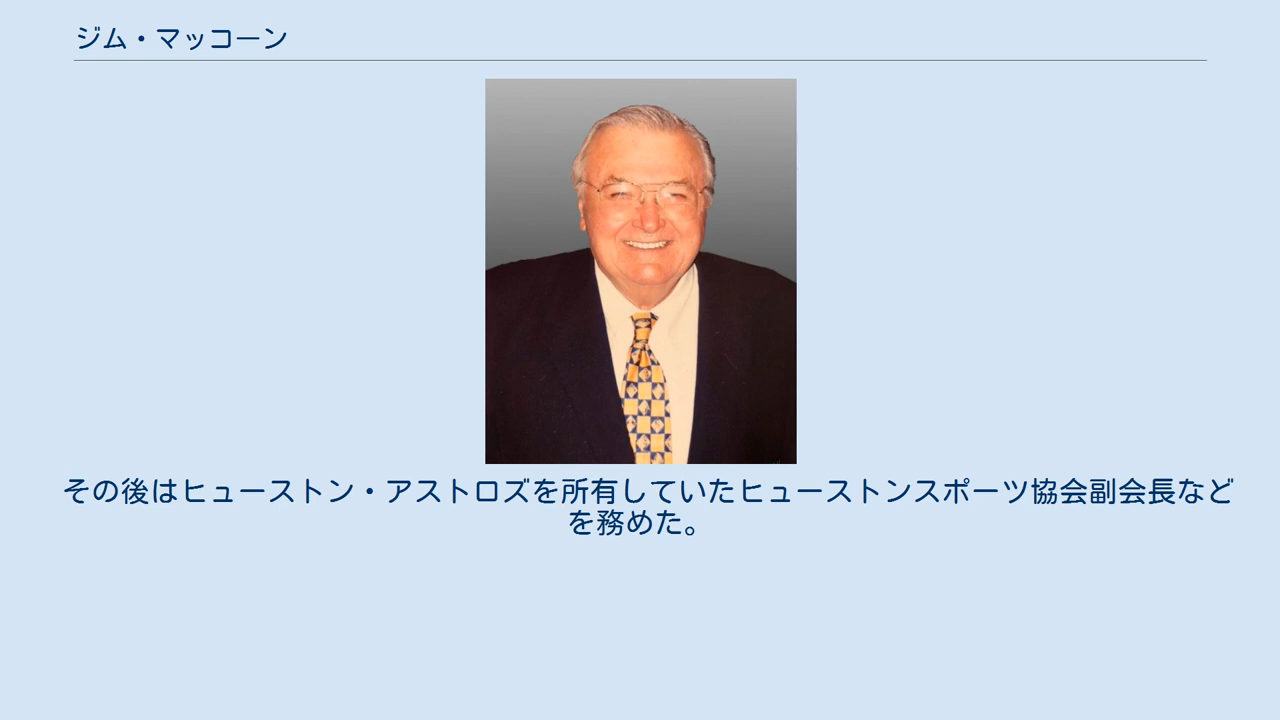 ジム・マッコーン
その後はヒューストン・アストロズを所有していたヒューストンスポーツ協会副会長など
を務めた。